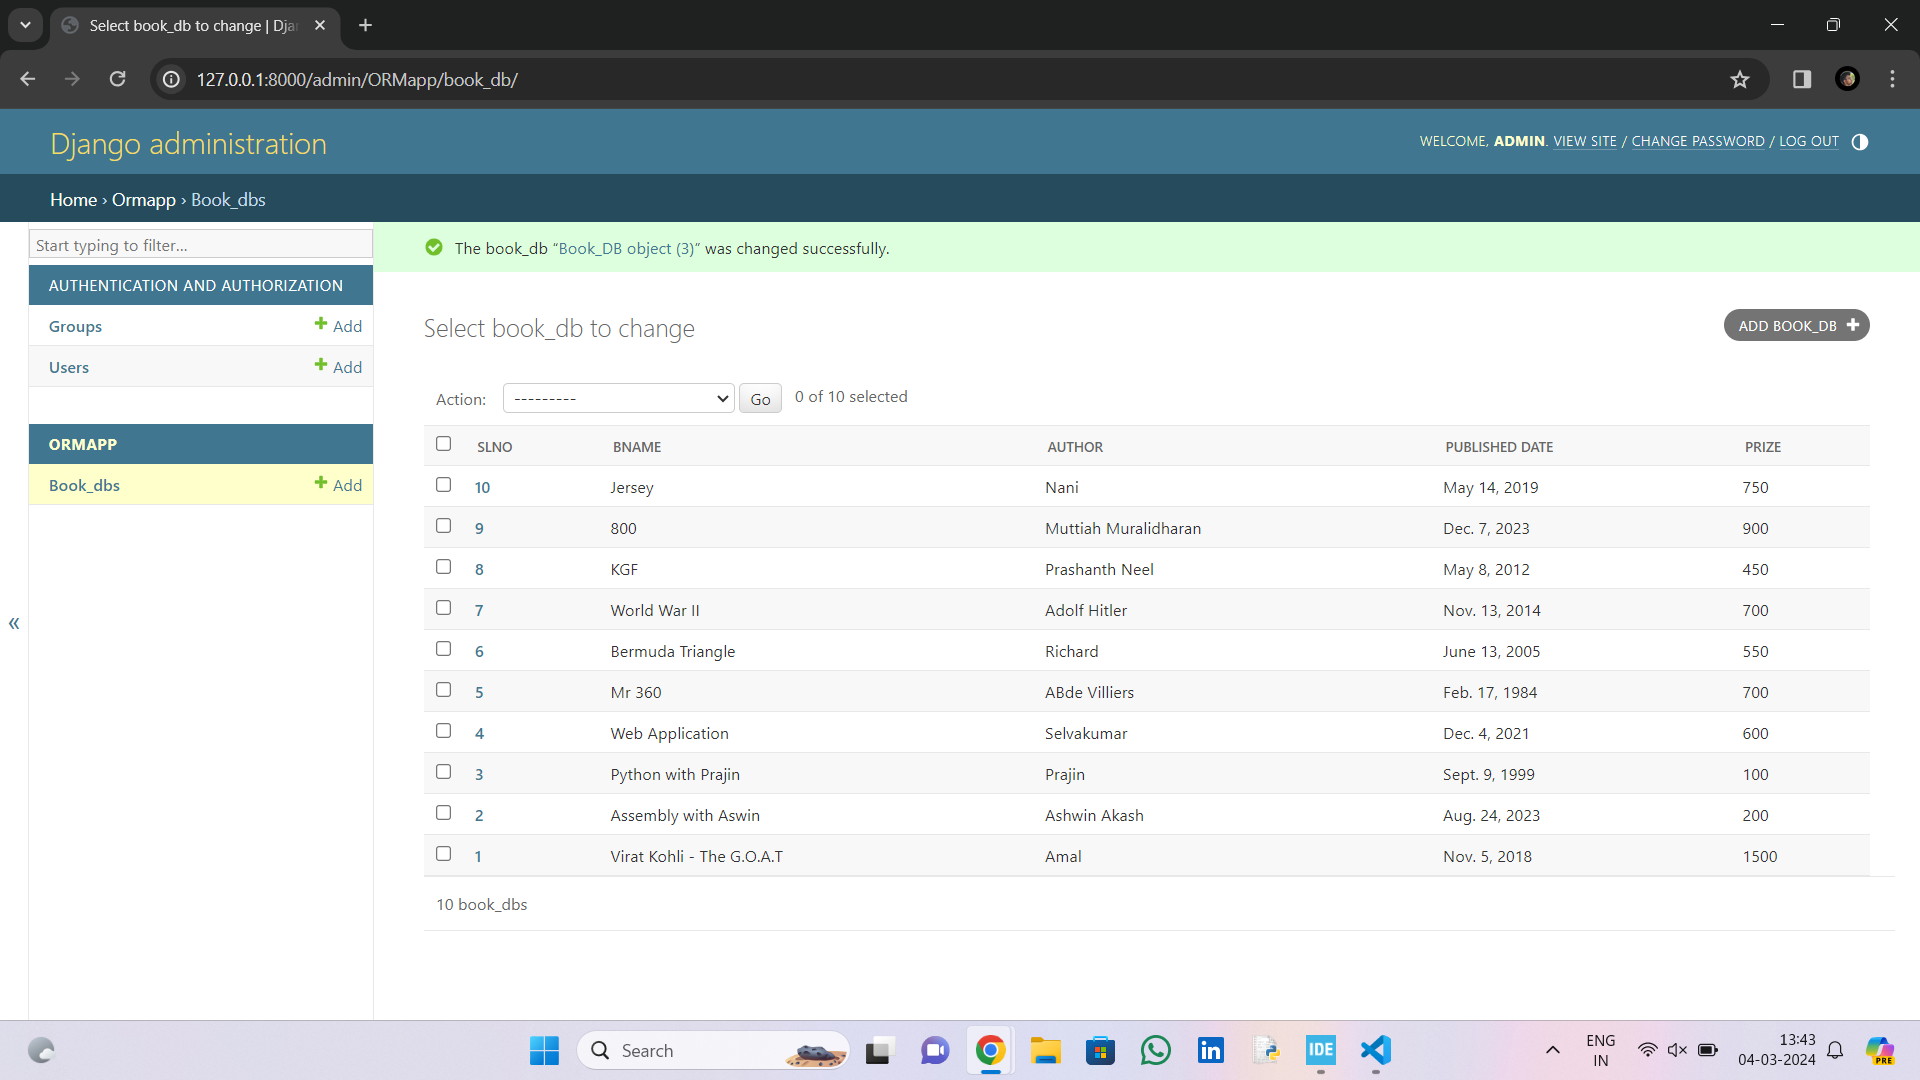 Select book_db to change | Dja
127.0.0.1:8000/admin/ORMapp/book_db/
Django administration
WELCOME, ADMIN. VIEW SITE / CHANGE PASSWORD / LOG OUT
Home › Ormapp › Book_dbs
Start typing to filter...
AUTHENTICATION AND AUTHORIZATION
Groups + Add
Users + Add
ORMAPP
Book_dbs + Add
The book_db “Book_DB object (3)” was changed successfully.
Select book_db to change
ADD BOOK_DB +
Action: --------- Go 0 of 10 selected
SLNO BNAME AUTHOR PUBLISHED DATE PRIZE
10 Jersey Nani May 14, 2019 750
9 800 Muttiah Muralidharan Dec. 7, 2023 900
8 KGF Prashanth Neel May 8, 2012 450
7 World War II Adolf Hitler Nov. 13, 2014 700
6 Bermuda Triangle Richard June 13, 2005 550
5 Mr 360 ABde Villiers Feb. 17, 1984 700
4 Web Application Selvakumar Dec. 4, 2021 600
3 Python with Prajin Prajin Sept. 9, 1999 100
2 Assembly with Aswin Ashwin Akash Aug. 24, 2023 200
1 Virat Kohli - The G.O.A.T Amal Nov. 5, 2018 1500
10 book_dbs
«
Search
IDE
ENG
IN
13:43
04-03-2024
PRE